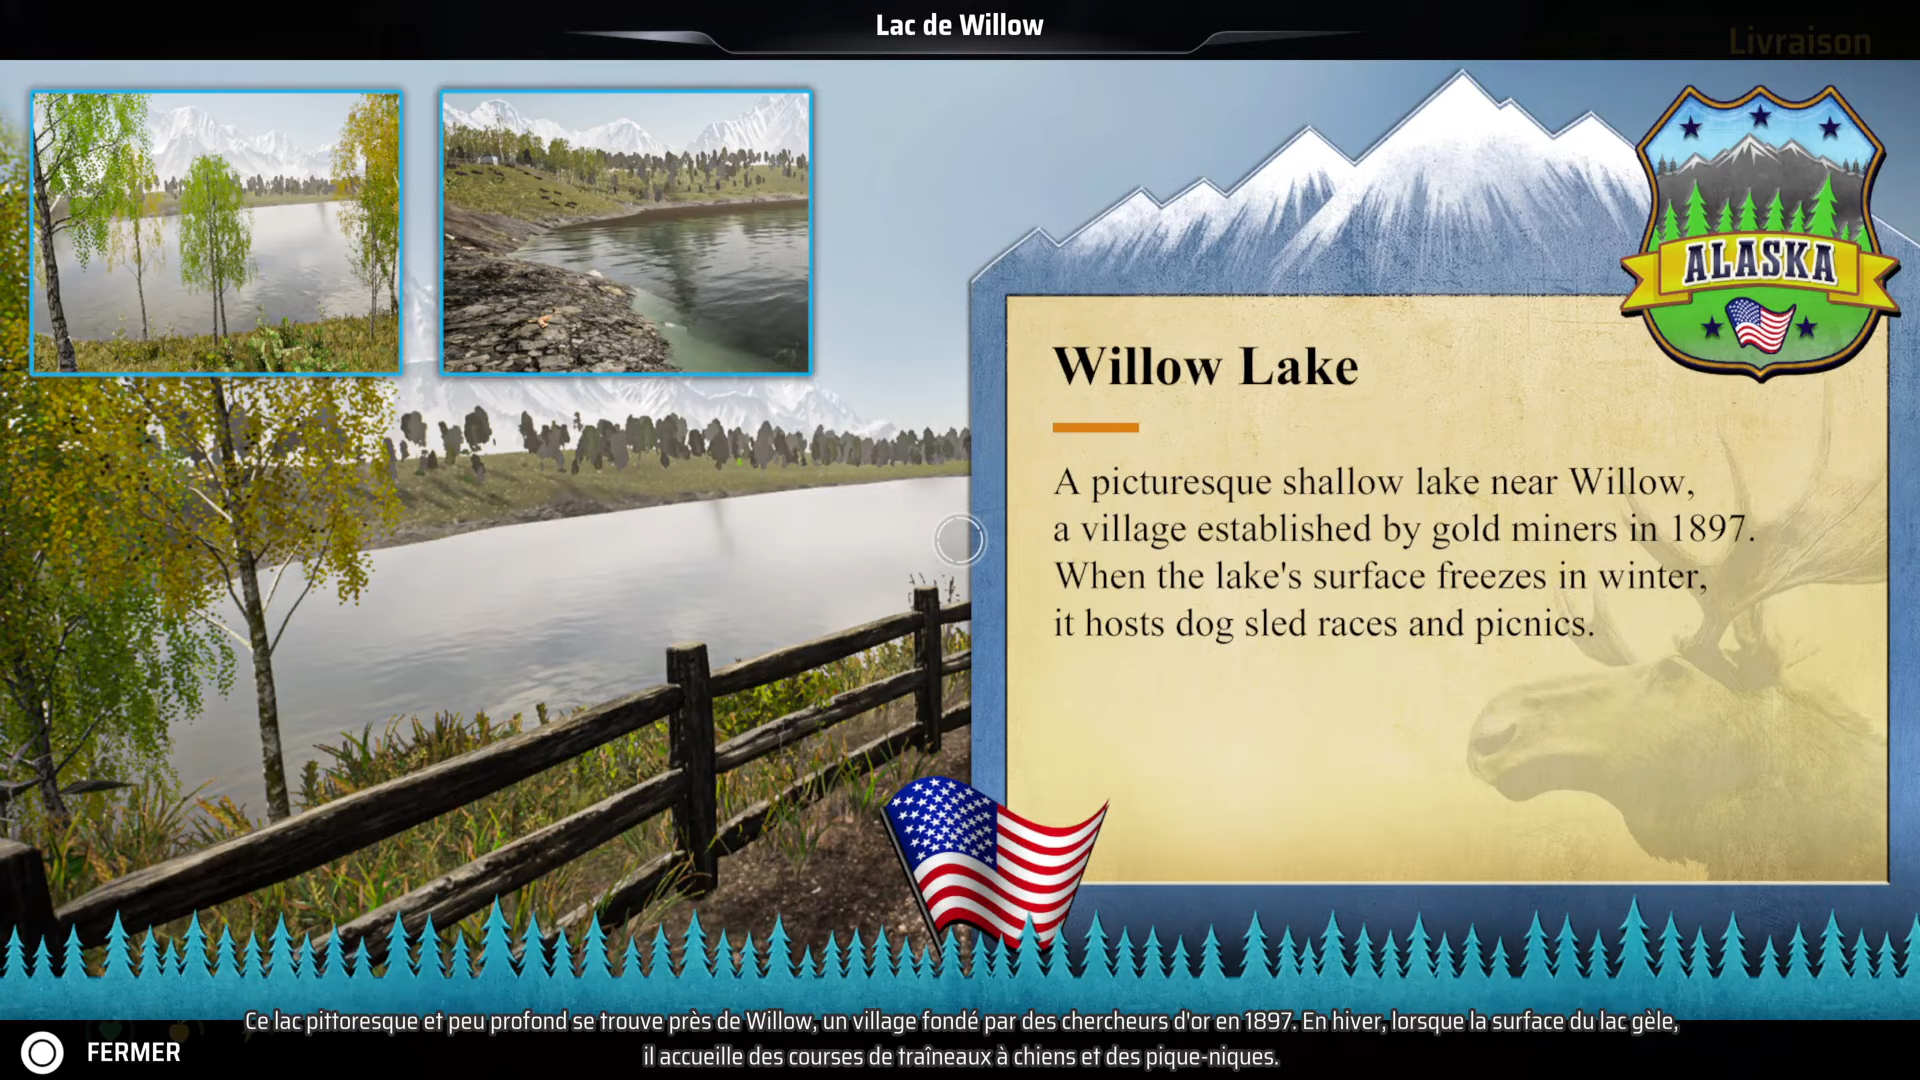 Lac de Willow
Livraison
ALASKA
Willow Lake
A picturesque shallow lake near Willow,
a village established by gold miners in 1897.
When the lake's surface freezes in winter,
it hosts dog sled races and picnics.
Ce lac pittoresque et peu profond se trouve près de Willow, un village fondé par des chercheurs d'or en 1897. En hiver, lorsque la surface du lac gèle,
il accueille des courses de traîneaux à chiens et des pique-niques.
FERMER